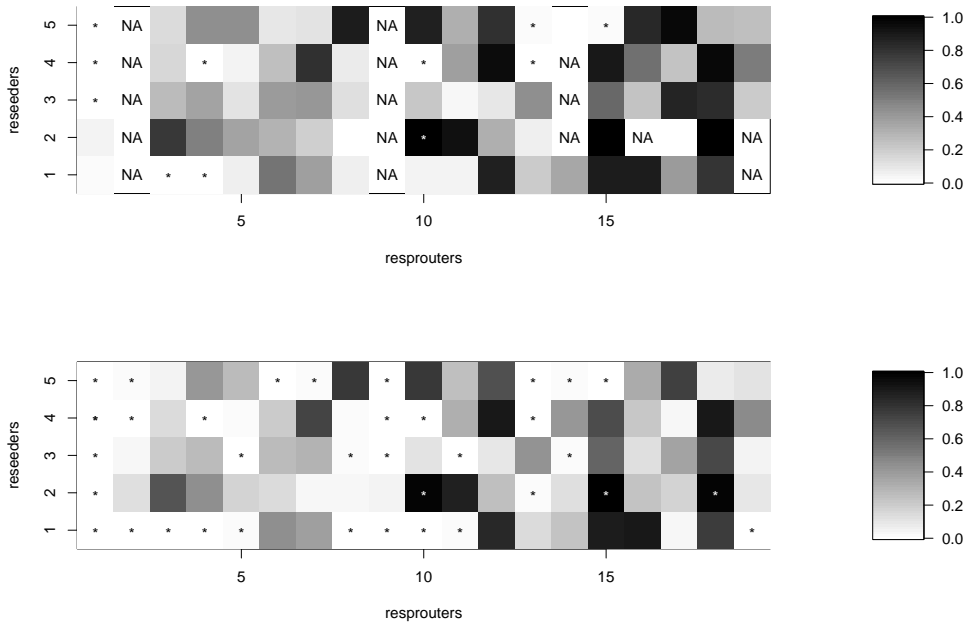 5 * NA NA * *
4 * NA * NA * * NA
3 * NA NA NA
2 NA NA * NA NA NA
1 NA * * NA NA
reseeders
5 10 15
resprouters
1.0
0.8
0.6
0.4
0.2
0.0
5 * * * * * * * *
4 * * * * * *
3 * * * * * *
2 * * * * *
1 * * * * * * * * * *
reseeders
5 10 15
resprouters
1.0
0.8
0.6
0.4
0.2
0.0